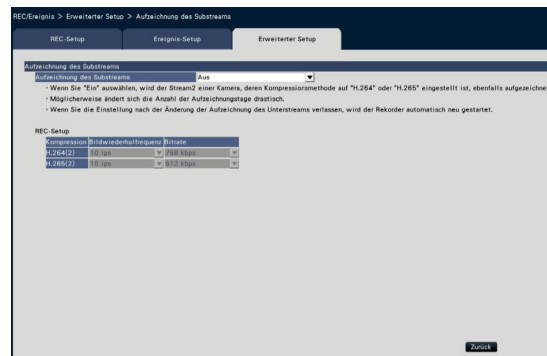 REC/Ereignis > Erweiterter Setup > Aufzeichnung des Substreams
REC-Setup Ereignis-Setup Erweiterter Setup
Aufzeichnung des Substreams
Aufzeichnung des Substreams Aus
・Wenn Sie "Ein" auswählen, wird der Stream2 einer Kamera, deren Kompressionsmethode auf "H.264" oder "H.265" eingestellt ist, ebenfalls aufgezeichne
・Möglicherweise ändert sich die Anzahl der Aufzeichnungstage drastisch.
・Wenn Sie die Einstellung nach der Änderung der Aufzeichnung des Unterstreams verlassen, wird der Rekorder automatisch neu gestartet.
REC-Setup
Kompression Bildwiederholfrequenz Bitrate
H.264(2) 10 ips 768 kbps
H.265(2) 10 ips 512 kbps
Zurück